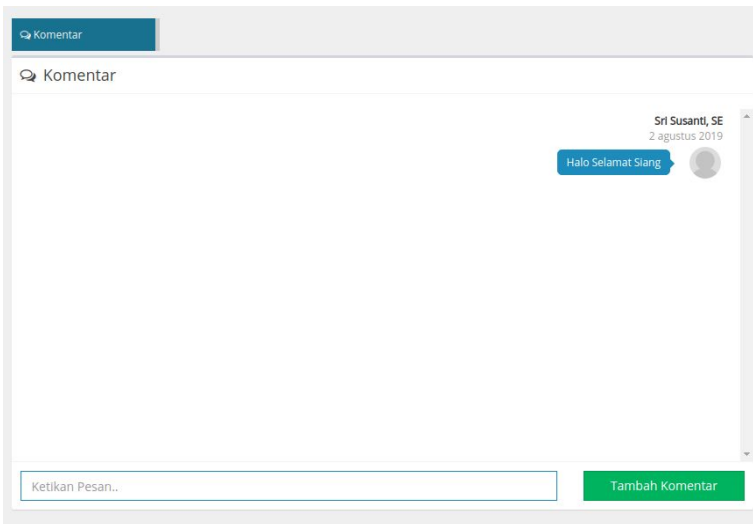 Komentar
Komentar
Sri Susanti, SE
2 agustus 2019
Halo Selamat Siang
Ketikan Pesan..
Tambah Komentar